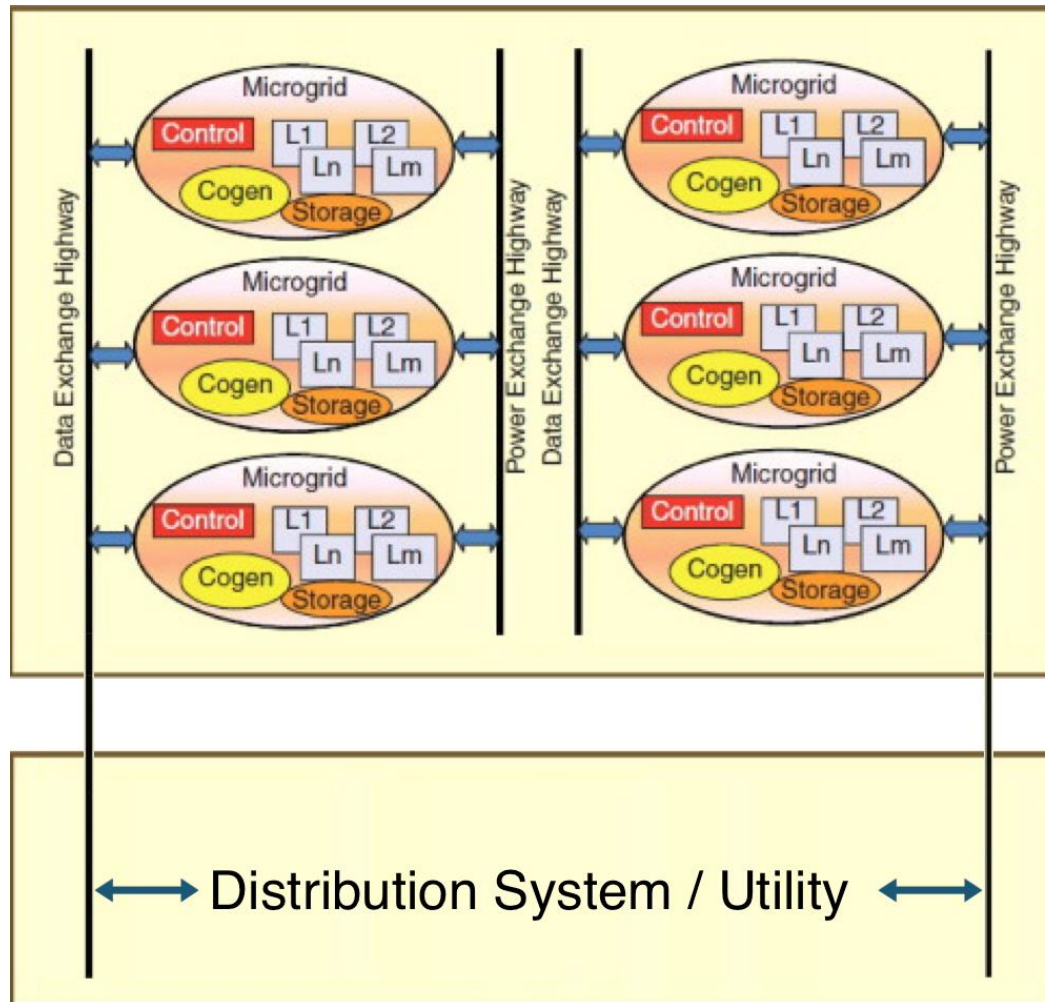 Data Exchange Highway
Microgrid
Control
L1
L2
Ln
Lm
Cogen
Storage
Microgrid
Control
L1
L2
Ln
Lm
Cogen
Storage
Microgrid
Control
L1
L2
Ln
Lm
Cogen
Storage
Power Exchange Highway
Data Exchange Highway
Microgrid
Control
L1
L2
Ln
Lm
Cogen
Storage
Microgrid
Control
L1
L2
Ln
Lm
Cogen
Storage
Microgrid
Control
L1
L2
Ln
Lm
Cogen
Storage
Power Exchange Highway
Distribution System / Utility